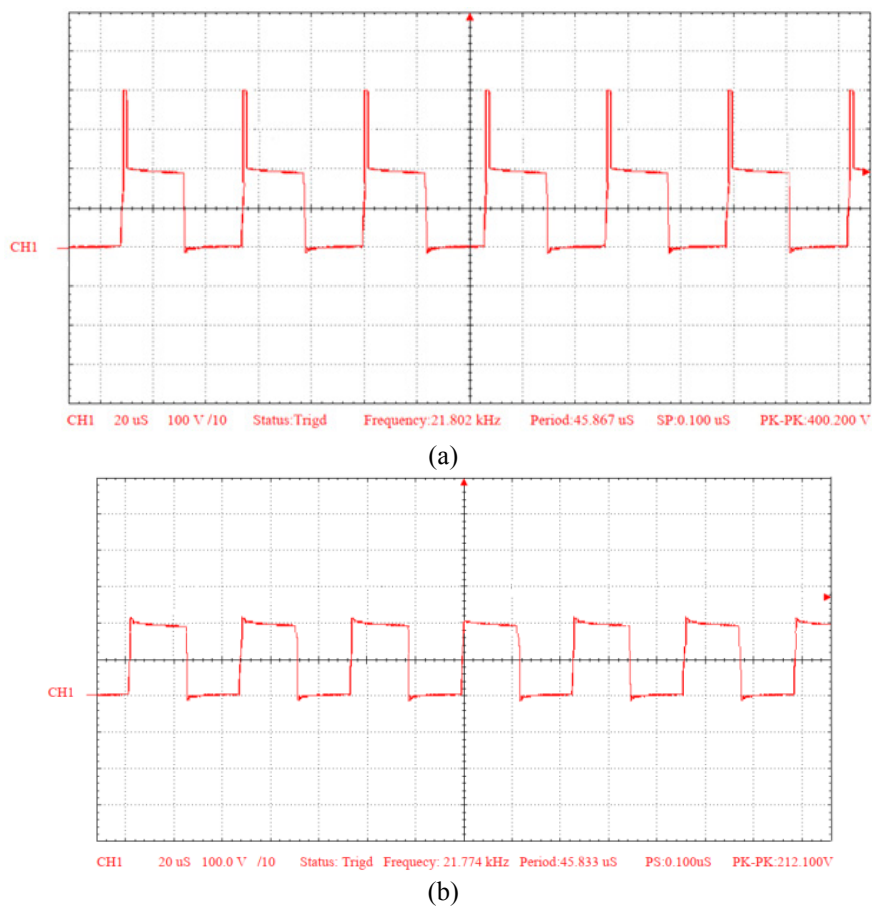 CH1
CH1 20 uS 100 V /10 Status:Trigd Frequency:21.802 kHz Period:45.867 uS SP:0.100 uS PK-PK:400.200 V
(a)
CH1
CH1 20 uS 100.0 V /10 Status: Trigd Frequecy: 21.774 kHz Period:45.833 uS PS:0.100uS PK-PK:212.100V
(b)